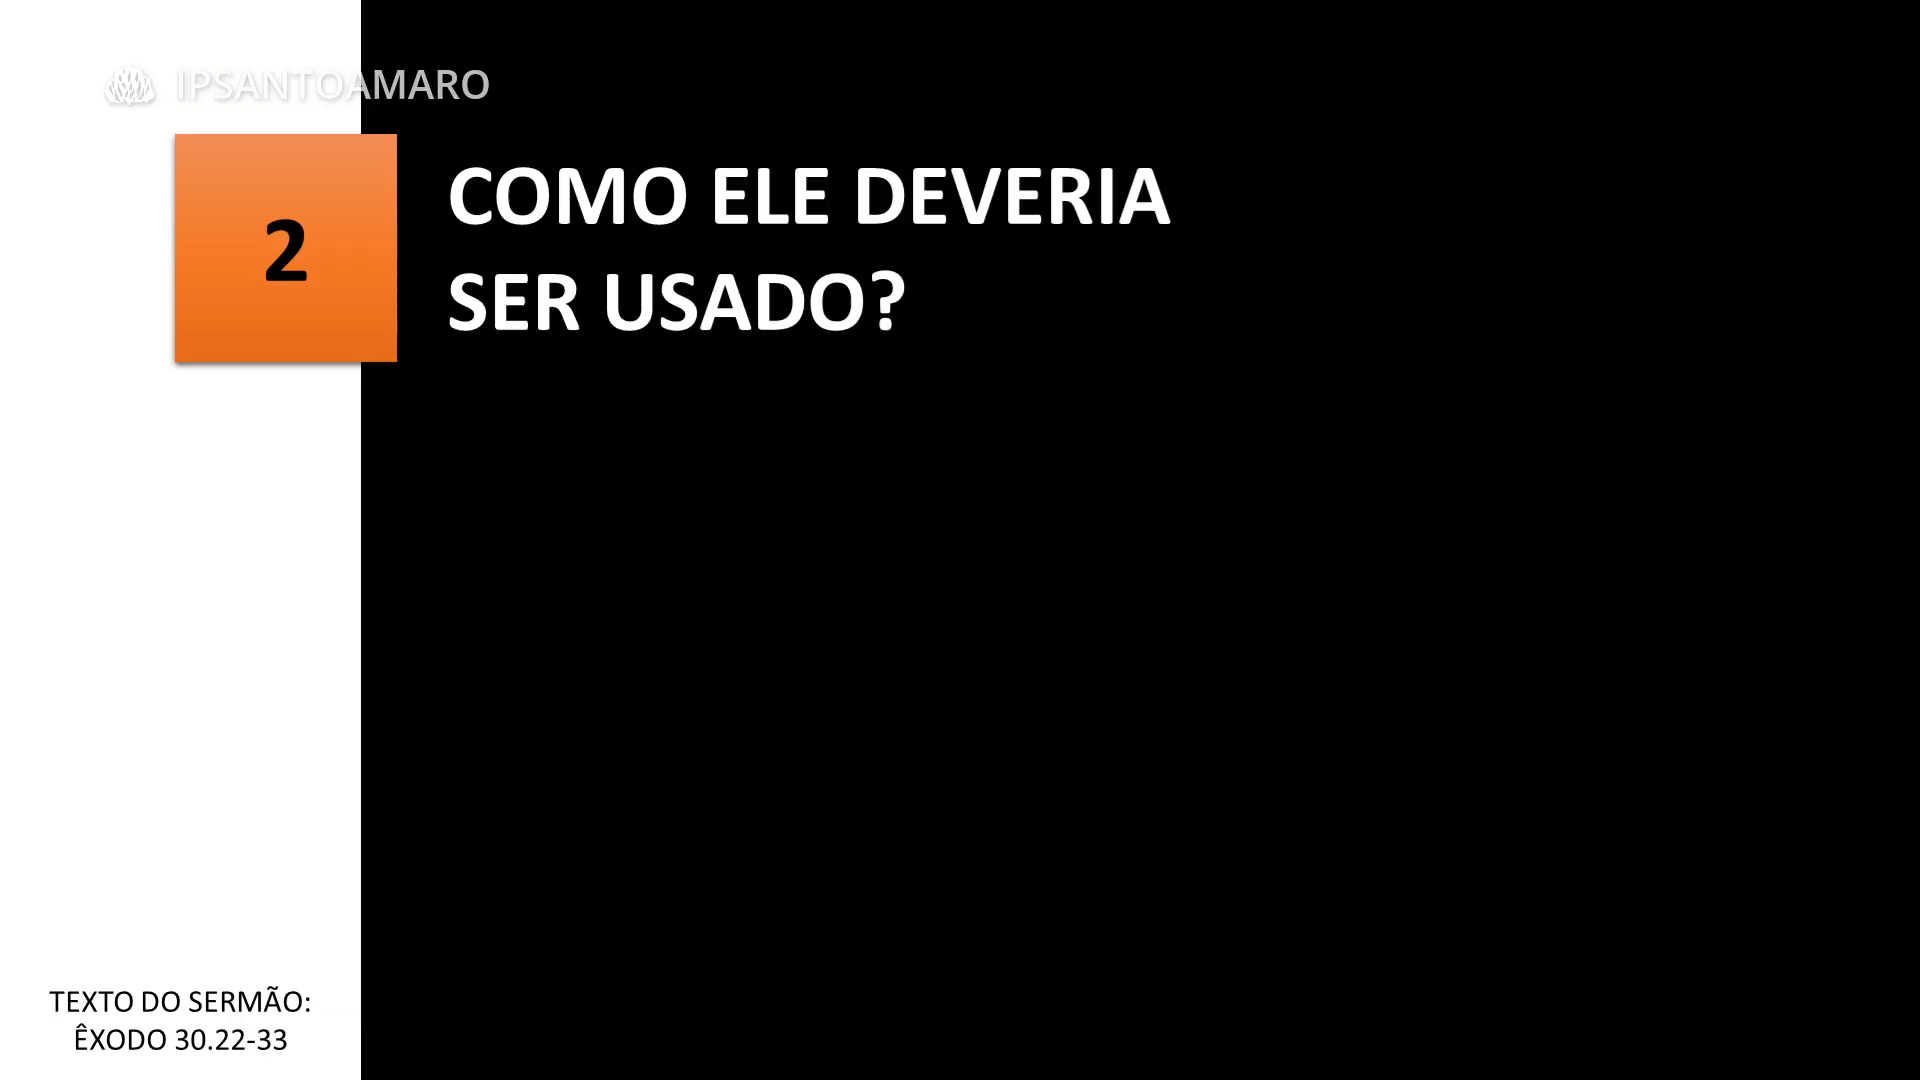 IPSANTOAMARO
2
COMO ELE DEVERIA
SER USADO?
TEXTO DO SERMÃO:
ÊXODO 30.22-33